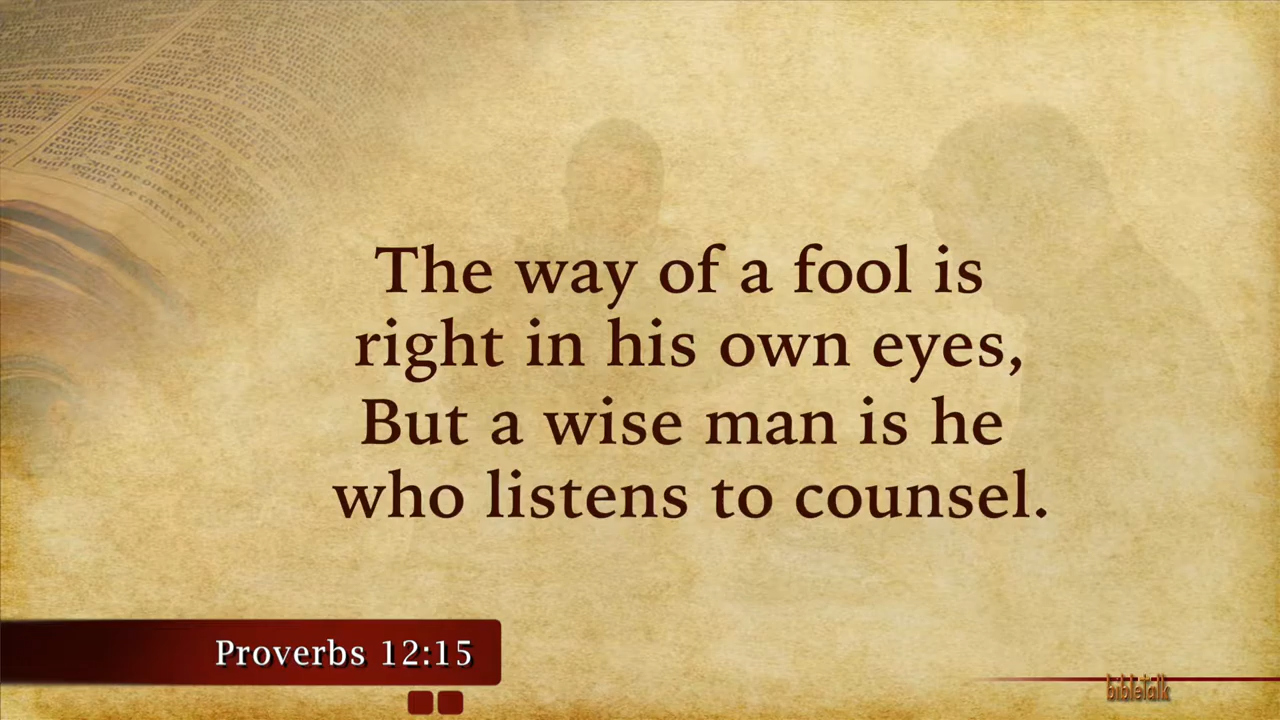 The way of a fool is
right in his own eyes,
But a wise man is he
who listens to counsel.
Proverbs 12:15
bibletalk